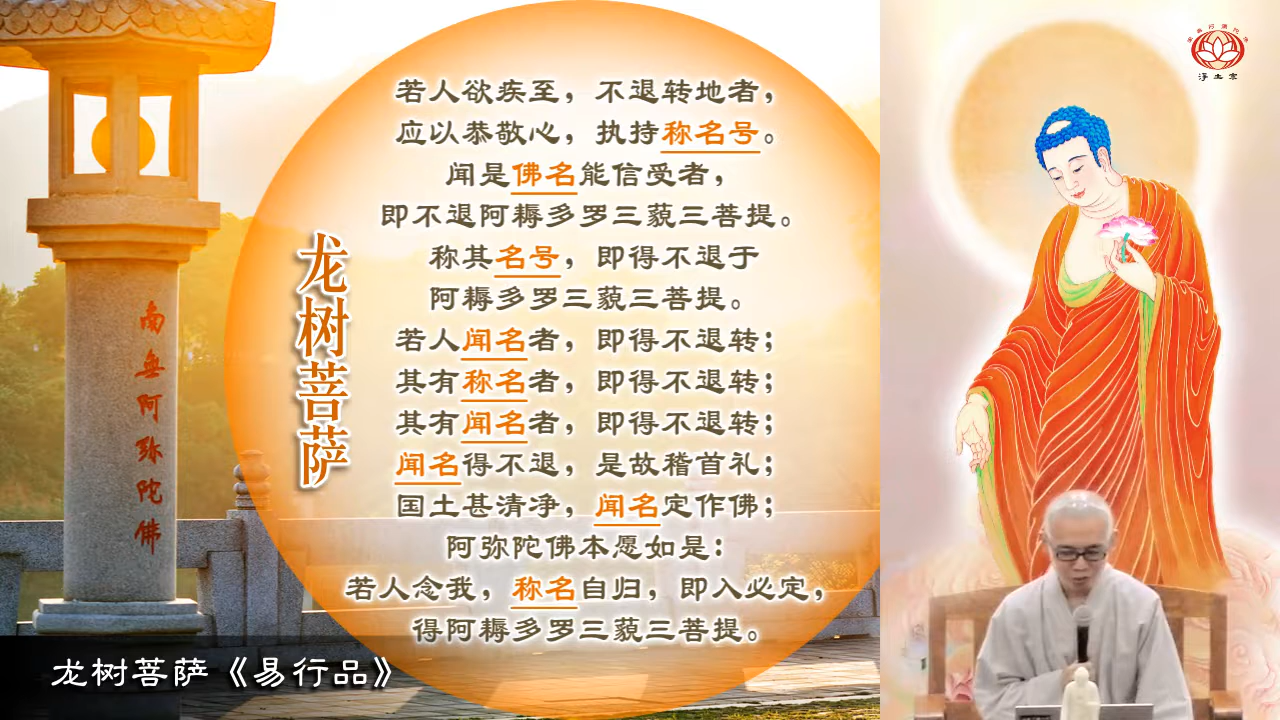 若人欲疾至，不退转地者，
应以恭敬心，执持称名号。
闻是佛名能信受者，
即不退阿耨多罗三藐三菩提。
称其名号，即得不退于
阿耨多罗三藐三菩提。
若人闻名者，即得不退转；
其有称名者，即得不退转；
其有闻名者，即得不退转；
闻名得不退，是故稽首礼；
国土甚清净，闻名定作佛；
阿弥陀佛本愿如是：
若人念我，称名自归，即入必定，
得阿耨多罗三藐三菩提。
龙树菩萨
南無阿弥陀佛
龙树菩萨《易行品》
淨土宗